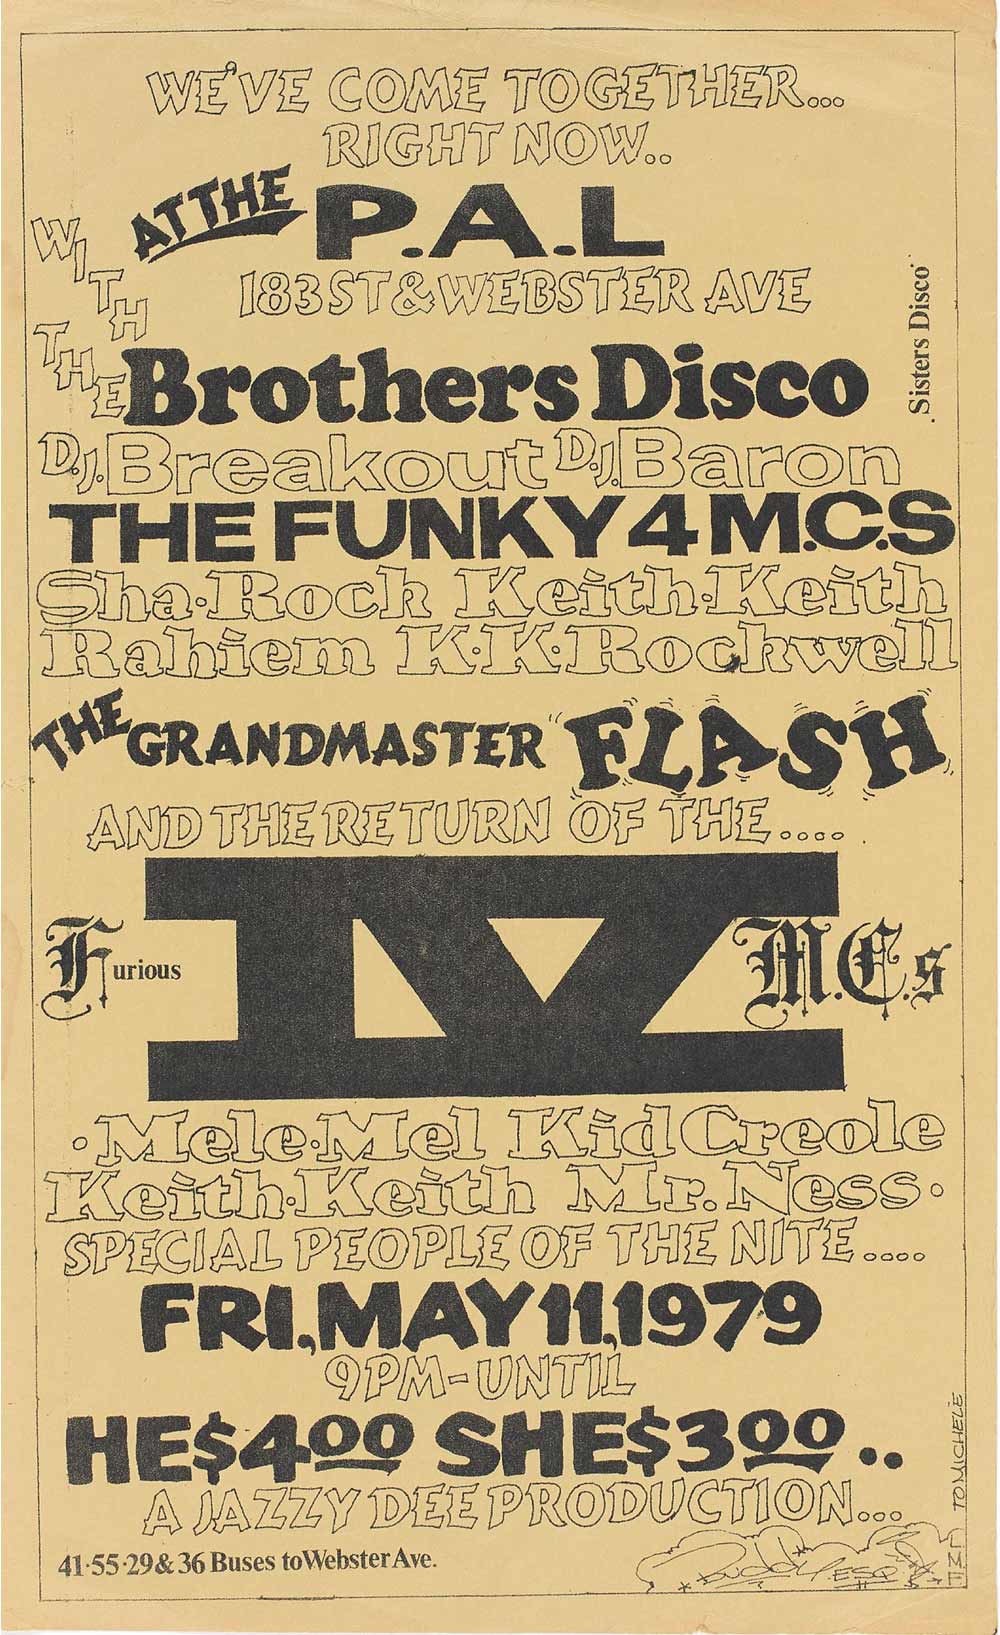 WE'VE COME TOGETHER...
RIGHT NOW..
AT THE P.A.L
183 ST & WEBSTER AVE
WITH THE Brothers Disco
Sisters Disco
D.J. Breakout D.J. Baron
THE FUNKY 4 M.C.S
Sha·Rock Keith·Keith
Rahiem K·K·Rockwell
THE GRANDMASTER "FLASH
AND THE RETURN OF THE....
Furious IV M.C.s
·Mele·Mel Kid Creole
Keith·Keith Mr. Ness·
SPECIAL PEOPLE OF THE NITE....
FRI., MAY 11, 1979
9PM-UNTIL
HE $4.00 SHE $3.00..
A JAZZY DEE PRODUCTION...
41·55·29 & 36 Buses to Webster Ave.
BUDDY ESQ
TO MICHELE